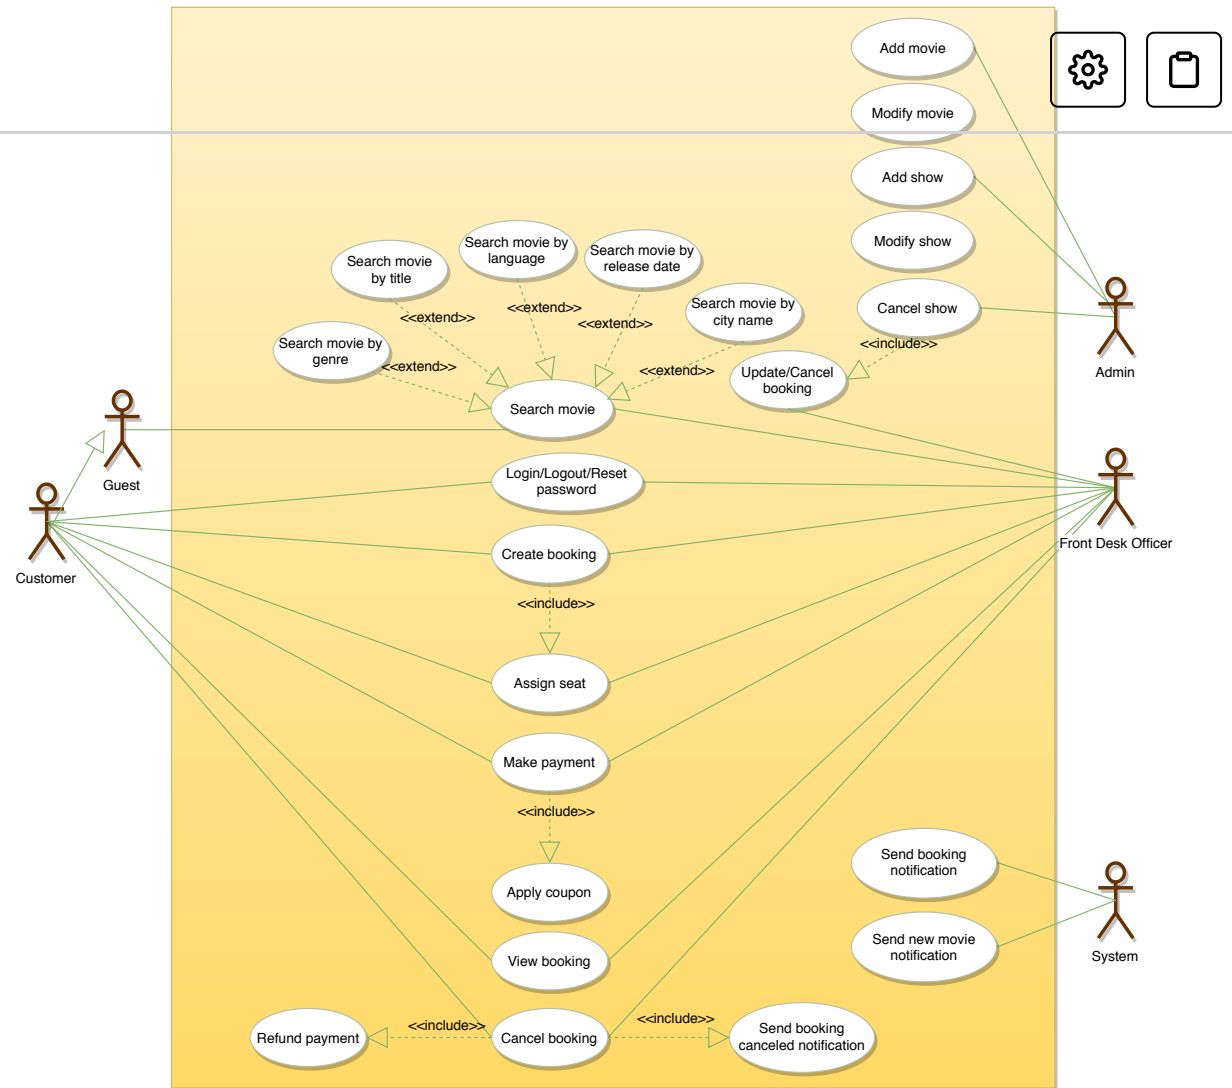 Add movie
Modify movie
Add show
Modify show
Search movie by
language
Search movie by
release date
Search movie
by title
Search movie by
city name
Cancel show
<<extend>>
<<extend>>
<<extend>>
<<include>>
Search movie by
genre
<<extend>>
<<extend>>
Update/Cancel
booking
Admin
Search movie
Guest
Login/Logout/Reset
password
Front Desk Officer
Create booking
Customer
<<include>>
Assign seat
Make payment
<<include>>
Send booking
notification
Apply coupon
Send new movie
notification
System
View booking
<<include>>
<<include>>
Refund payment
Cancel booking
Send booking
canceled notification